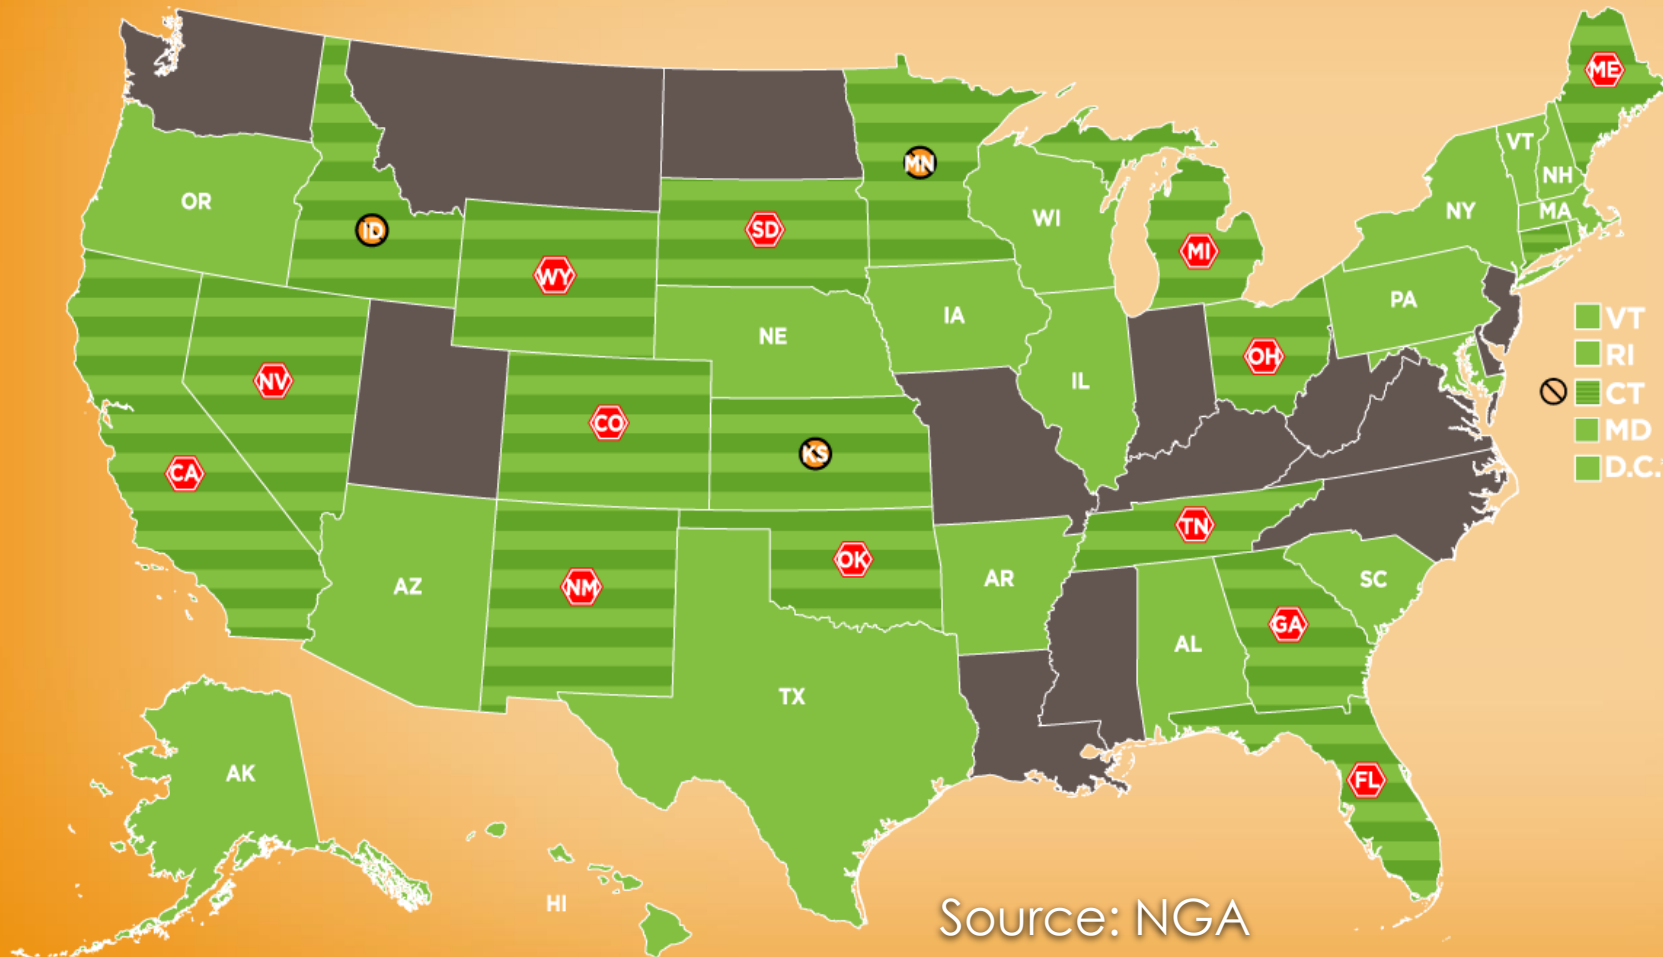 ME
VT
MN
NH
OR
MA
NY
WI
ID
SD
MI
WY
PA
IA
VT
NE
RI
OH
NV
IL
CT
CO
MD
KS
D.C.
CA
TN
OK
AR
SC
AZ
NM
GA
AL
TX
AK
FL
HI
Source: NGA